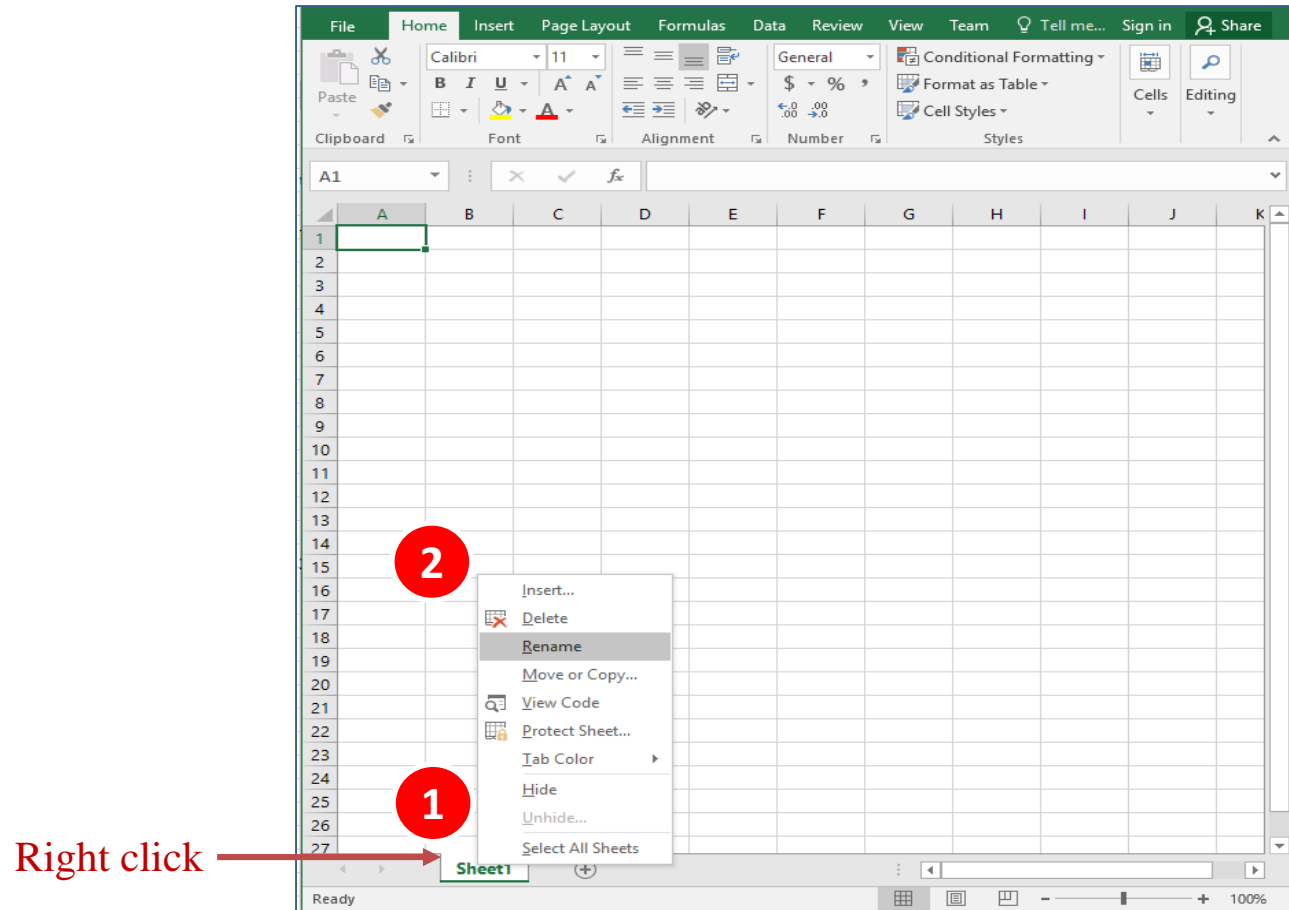 File Home Insert Page Layout Formulas Data Review View Team Tell me... Sign in Share
Calibri 11 General Conditional Formatting
B I U A A $ % , Format as Table
Paste A .00 .00 .0 Cell Styles Cells Editing
Clipboard Font Alignment Number Styles
A1 fx
A B C D E F G H I J K
1
2
3
4
5
6
7
8
9
10
11
12
13
14
2
15
16 Insert...
17 Delete
18 Rename
19
Move or Copy...
20
21 View Code
22 Protect Sheet...
23 Tab Color
24
Hide
25
1
Unhide...
26
27 Select All Sheets
Right click
Sheet1
Ready 100%